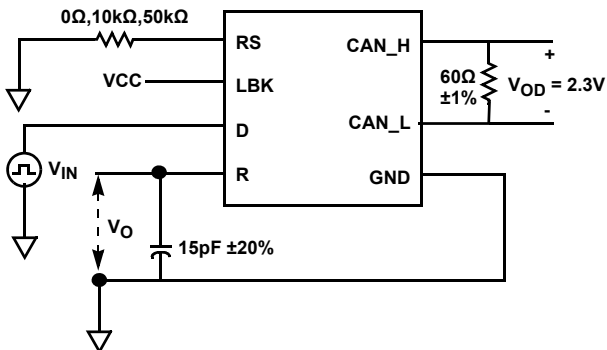 0Ω,10kΩ,50kΩ
RS
CAN_H
+
VCC
LBK
60Ω
±1%
VOD = 2.3V
D
CAN_L
-
VIN
R
GND
VO
15pF ±20%